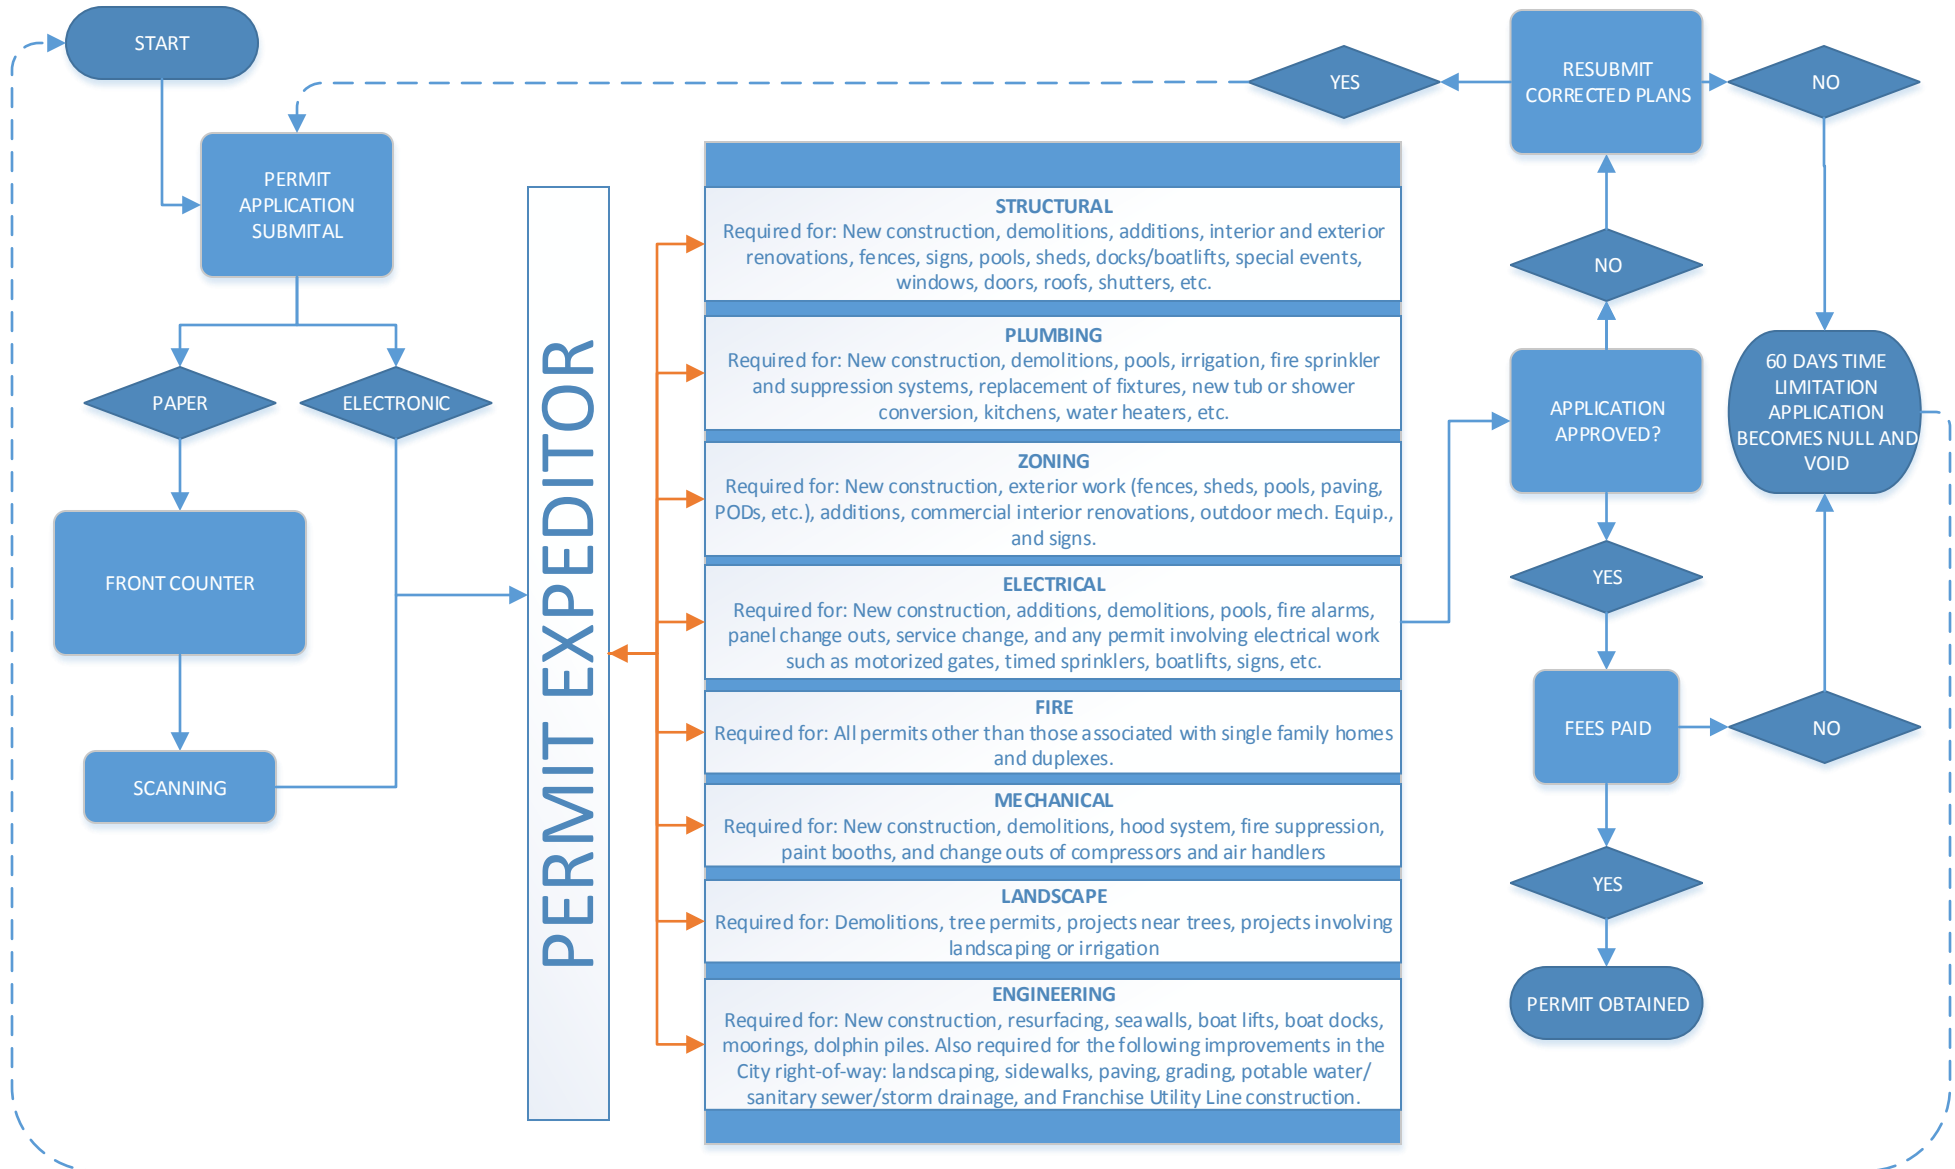 START
PERMIT
APPLICATION
SUBMITAL
PAPER
ELECTRONIC
FRONT COUNTER
SCANNING
PERMIT EXPEDITOR
STRUCTURAL
Required for: New construction, demolitions, additions, interior and exterior
renovations, fences, signs, pools, sheds, docks/boatlifts, special events,
windows, doors, roofs, shutters, etc.
PLUMBING
Required for: New construction, demolitions, pools, irrigation, fire sprinkler
and suppression systems, replacement of fixtures, new tub or shower
conversion, kitchens, water heaters, etc.
ZONING
Required for: New construction, exterior work (fences, sheds, pools, paving,
PODs, etc.), additions, commercial interior renovations, outdoor mech. Equip.,
and signs.
ELECTRICAL
Required for: New construction, additions, demolitions, pools, fire alarms,
panel change outs, service change, and any permit involving electrical work
such as motorized gates, timed sprinklers, boatlifts, signs, etc.
FIRE
Required for: All permits other than those associated with single family homes
and duplexes.
MECHANICAL
Required for: New construction, demolitions, hood system, fire suppression,
paint booths, and change outs of compressors and air handlers
LANDSCAPE
Required for: Demolitions, tree permits, projects near trees, projects involving
landscaping or irrigation
ENGINEERING
Required for: New construction, resurfacing, seawalls, boat lifts, boat docks,
moorings, dolphin piles. Also required for the following improvements in the
City right-of-way: landscaping, sidewalks, paving, grading, potable water/
sanitary sewer/storm drainage, and Franchise Utility Line construction.
YES
RESUBMIT
CORRECTED PLANS
NO
NO
APPLICATION
APPROVED?
60 DAYS TIME
LIMITATION
APPLICATION
BECOMES NULL AND
VOID
YES
FEES PAID
NO
YES
PERMIT OBTAINED